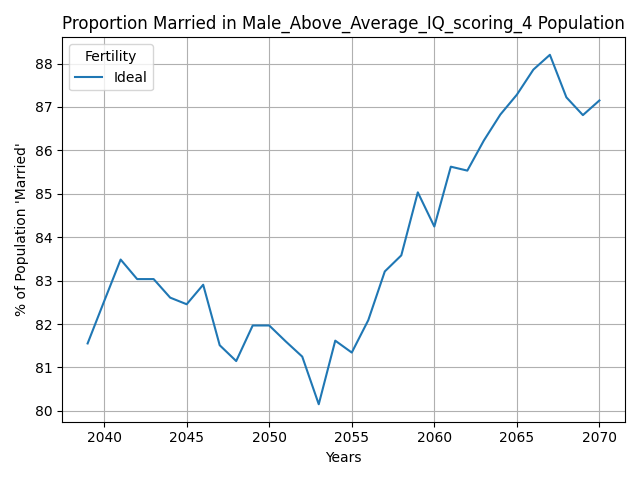 Proportion Married in Male_Above_Average_IQ_scoring_4 Population
Fertility
Ideal
% of Population 'Married'
88
87
86
85
84
83
82
81
80
2040 2045 2050 2055 2060 2065 2070
Years